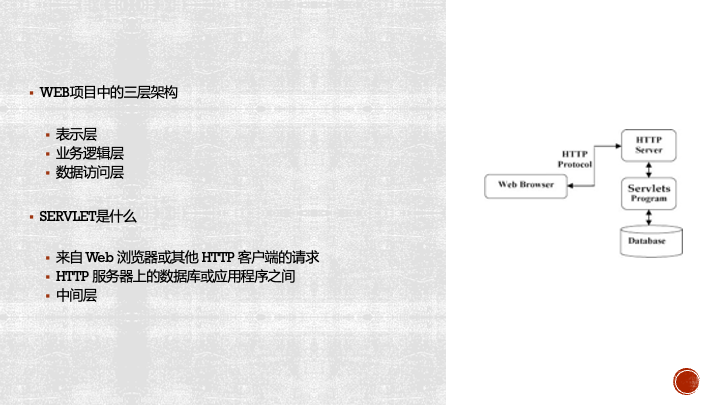 WEB项目中的三层架构
表示层
业务逻辑层
数据访问层
SERVLET是什么
来自 Web 浏览器或其他 HTTP 客户端的请求
HTTP 服务器上的数据库或应用程序之间
中间层
HTTP
Server
HTTP
Protocol
Web Browser
Servlets
Program
Database